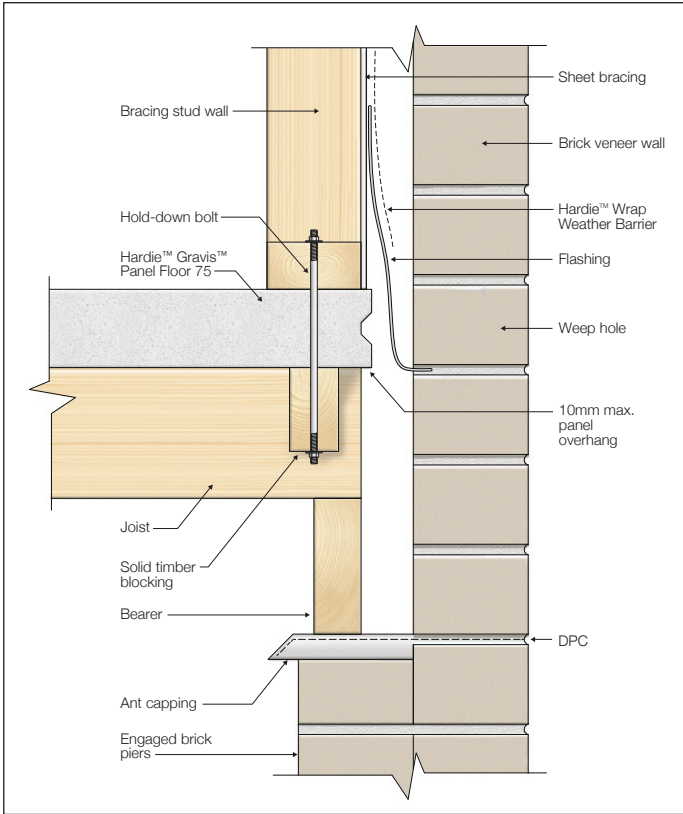 Bracing stud wall
Hold-down bolt
Hardie™ Gravis™
Panel Floor 75
Joist
Solid timber
blocking
Bearer
Ant capping
Engaged brick
piers
Sheet bracing
Brick veneer wall
Hardie™ Wrap
Weather Barrier
Flashing
Weep hole
10mm max.
panel
overhang
DPC